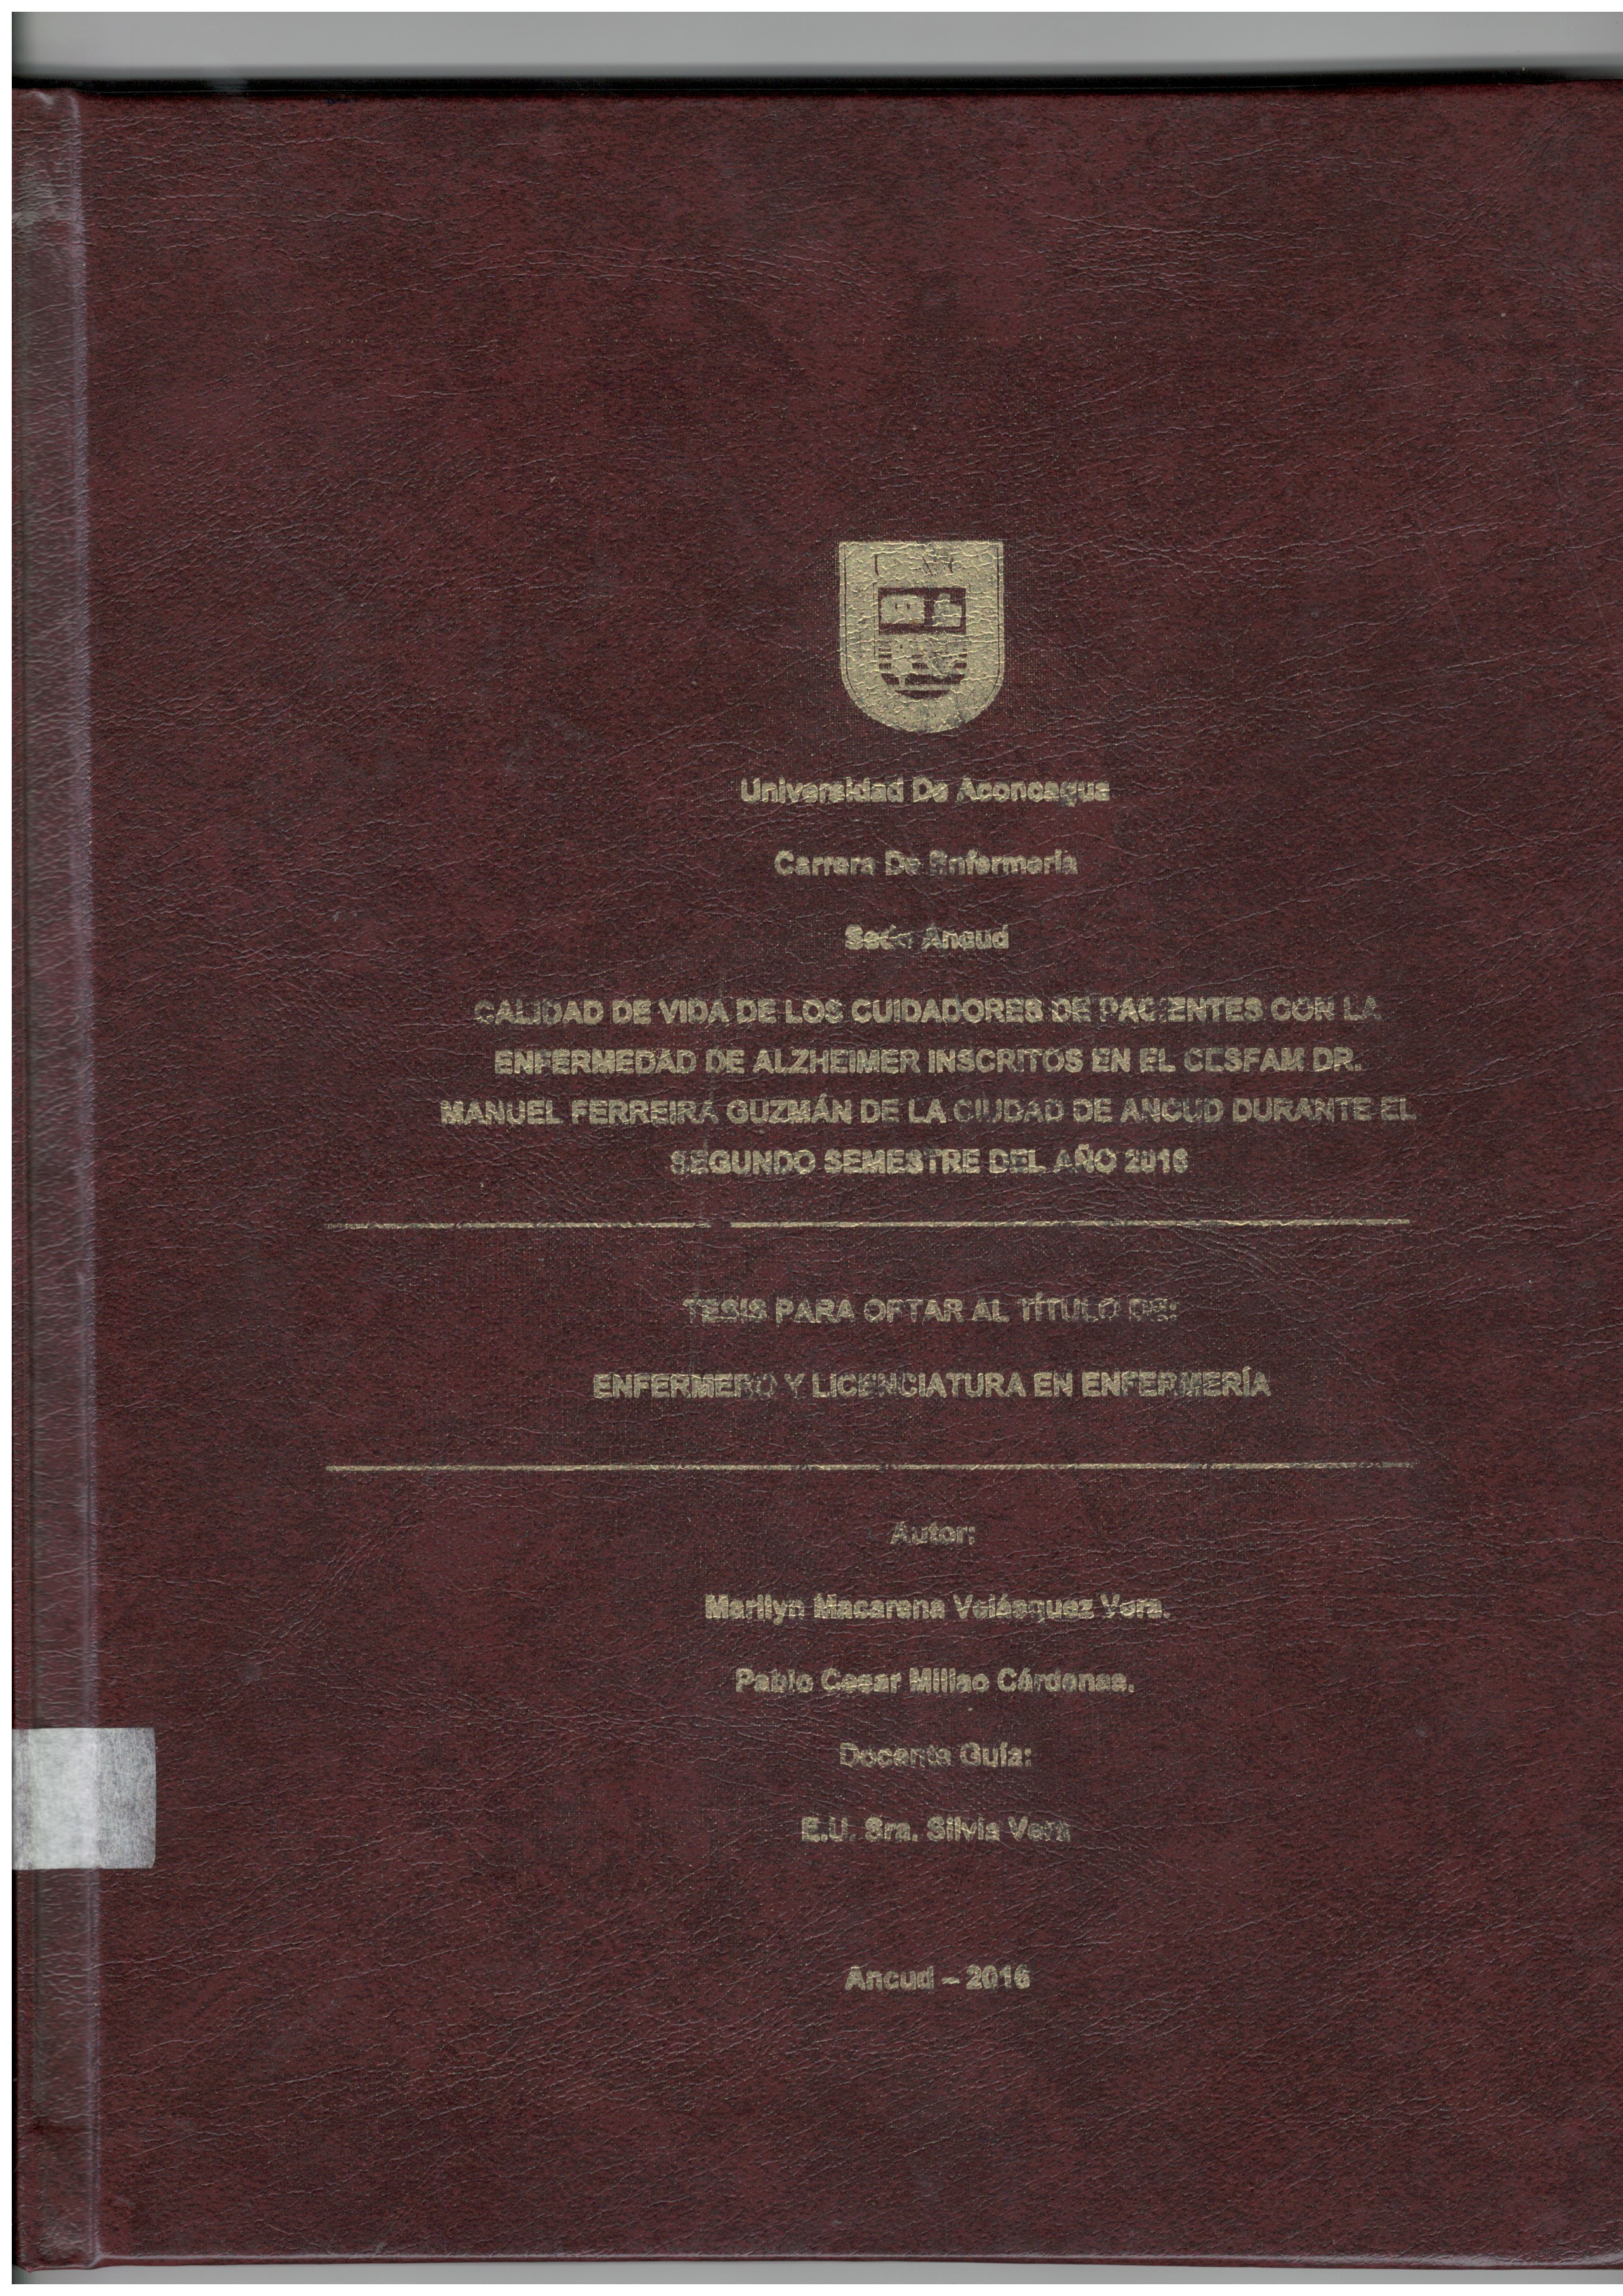 Universidad De Aconcagua
Carrera De Enfermería
Sede Ancud
CALIDAD DE VIDA DE LOS CUIDADORES DE PACIENTES CON LA
ENFERMEDAD DE ALZHEIMER INSCRITOS EN EL CESFAM DR.
MANUEL FERREIRA GUZMÁN DE LA CIUDAD DE ANCUD DURANTE EL
SEGUNDO SEMESTRE DEL AÑO 2016
TESIS PARA OPTAR AL TÍTULO DE:
ENFERMERO Y LICENCIATURA EN ENFERMERÍA
Autor:
Marilyn Macarena Velásquez Vera.
Pablo Cesar Millao Cárdenas.
Docente Guía:
E.U. Sra. Silvia Vera
Ancud – 2016